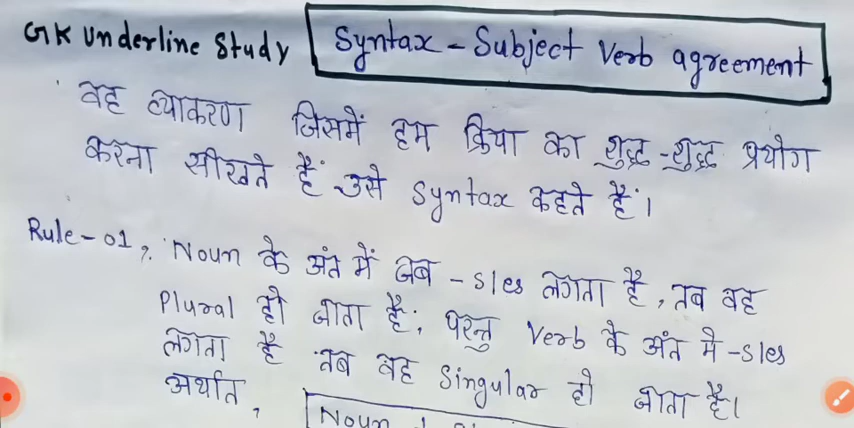 GK Underline Study
Syntax - Subject Verb agreement
वह व्याकरण जिसमें हम क्रिया का शुद्ध-शुद्ध प्रयोग
करना सीखते हैं उसे Syntax कहते हैं।
Rule-01, Noun के अंत में जब -s/es लगता है, तब वह
Plural हो जाता है; परन्तु Verb के अंत में -s/es
लगता है तब वह Singular हो जाता है।
अर्थात,
Noun